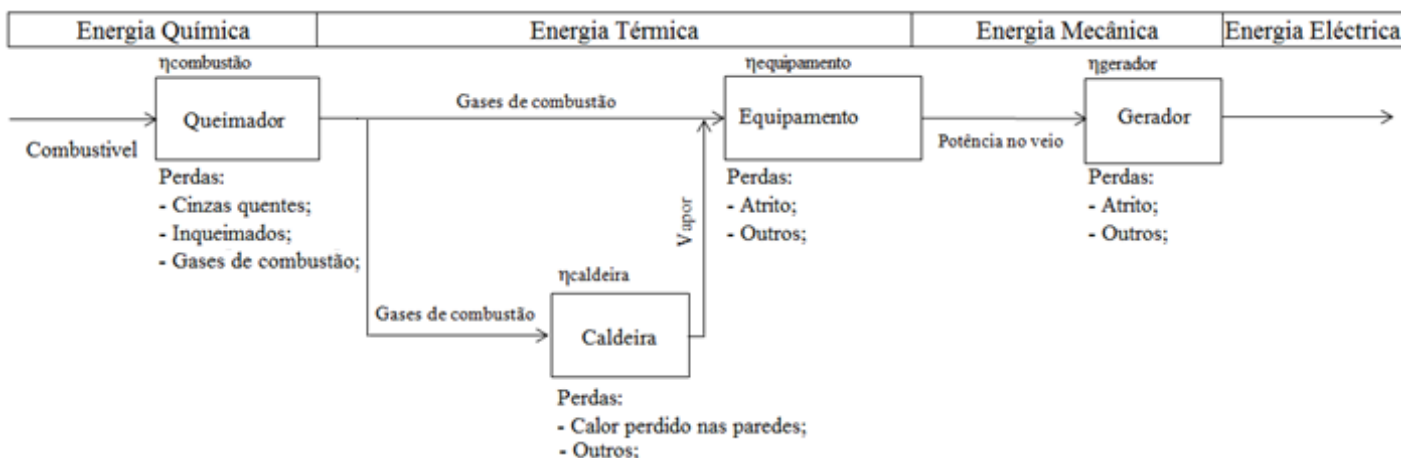 Energia Química
Energia Térmica
Energia Mecânica
Energia Eléctrica
ηcombustão
ηequipamento
ηgerador
Queimador
Gases de combustão
Equipamento
Gerador
Combustivel
Potência no veio
Perdas:
- Cinzas quentes;
- Inqueimados;
- Gases de combustão;
Perdas:
- Atrito;
- Outros;
Perdas:
- Atrito;
- Outros;
Vapor
ηcaldeira
Gases de combustão
Caldeira
Perdas:
- Calor perdido nas paredes;
- Outros;